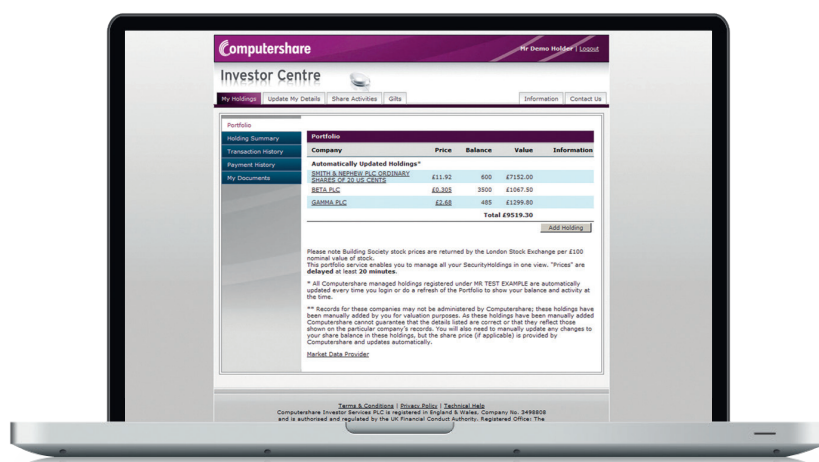 Computershare
Mr Demo Holder | Logout
Investor Centre
My Holdings Update My Details Share Activities Gilts Information Contact Us
Portfolio
Holding Summary
Transaction History
Payment History
My Documents
Portfolio
Company Price Balance Value Information
Automatically Updated Holdings*
SMITH & NEPHEW PLC ORDINARY
SHARES OF 20 US CENTS £11.92 600 £7152.00
BETA PLC £0.305 3500 £1067.50
GAMMA PLC £2.68 485 £1299.80
Total £9519.30
Add Holding
Please note Building Society stock prices are returned by the London Stock Exchange per £100
nominal value of stock.
This portfolio service enables you to manage all your SecurityHoldings in one view. "Prices" are
delayed at least 20 minutes.
* All Computershare managed holdings registered under MR TEST EXAMPLE are automatically
updated every time you login or do a refresh of the Portfolio to show your balance and activity at
the time.
** Records for these companies may not be administered by Computershare; these holdings have
been manually added by you for valuation purposes. As these holdings have been manually added
Computershare cannot guarantee that the details listed are correct or that they reflect those
shown on the particular company's records. You will also need to manually update any changes to
your share balance in these holdings, but the share price (if applicable) is provided by
Computershare and updates automatically.
Market Data Provider
Terms & Conditions | Privacy Policy | Technical Help
Computershare Investor Services PLC is registered in England & Wales, Company No. 3498808
and is authorised and regulated by the UK Financial Conduct Authority. Registered Office: The